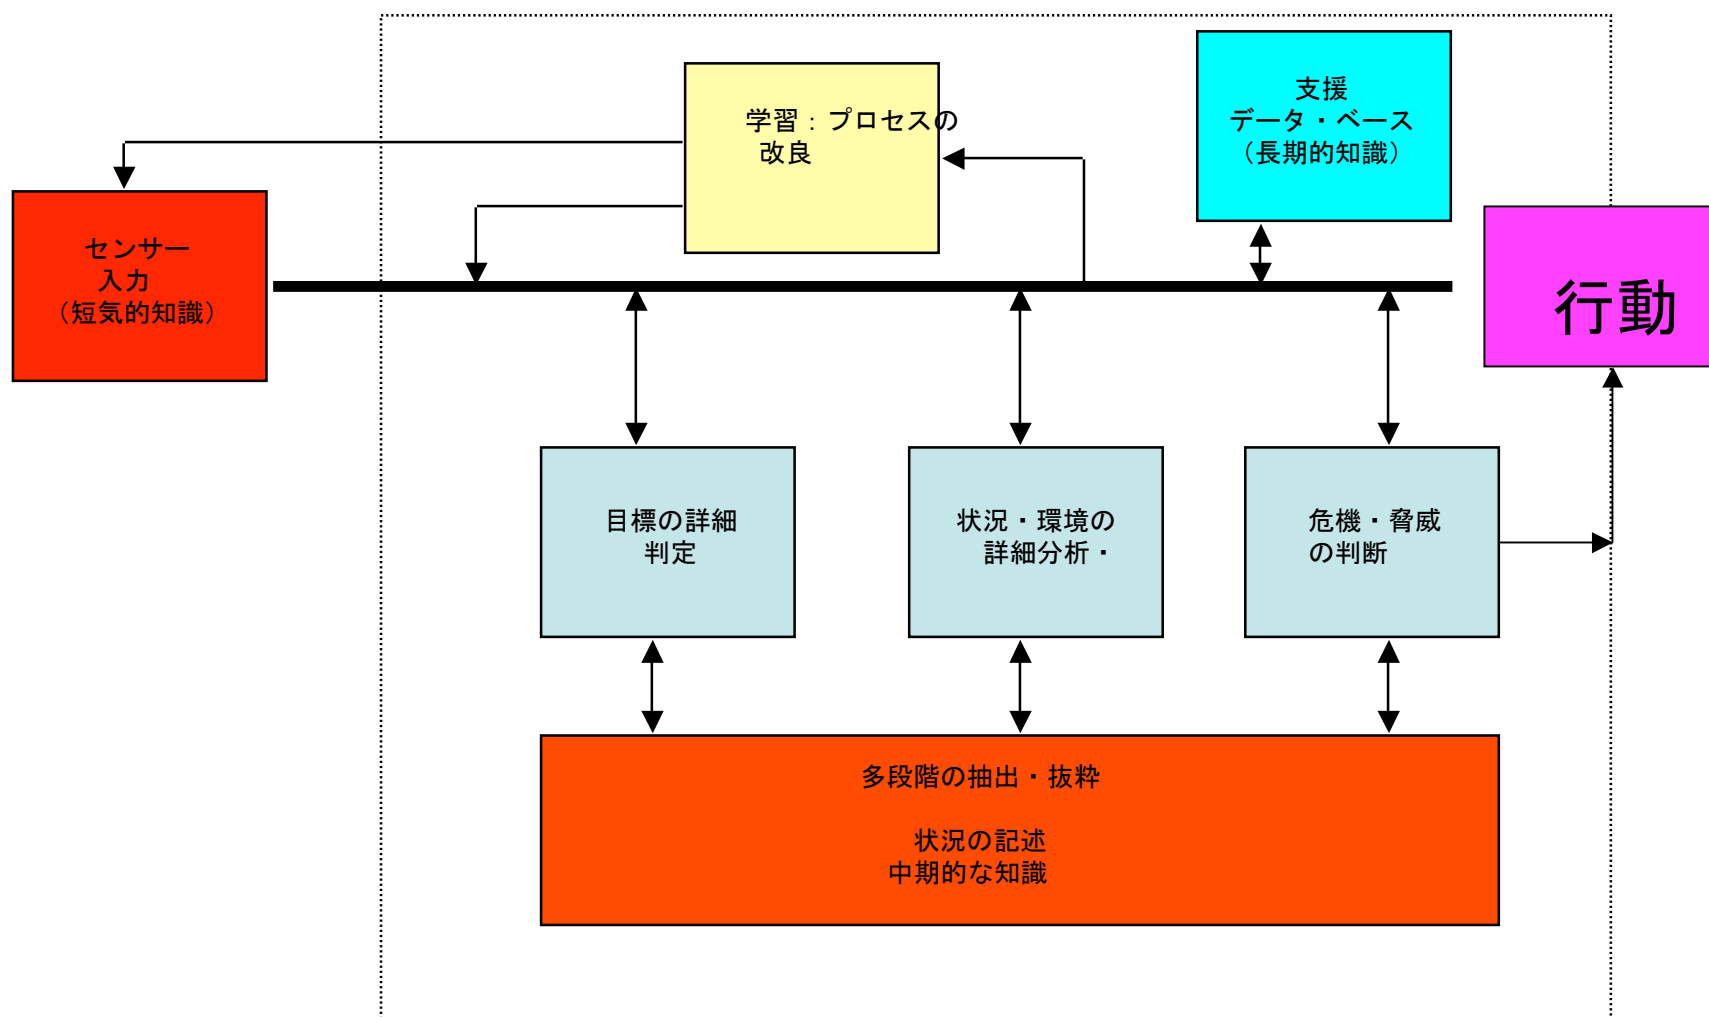 支援
データ・ベース
（長期的知識）
学習：プロセスの
改良
センサー
入力
（短気的知識）
行動
目標の詳細
判定
状況・環境の
詳細分析・
危機・脅威
の判断
多段階の抽出・抜粋
状況の記述
中期的な知識